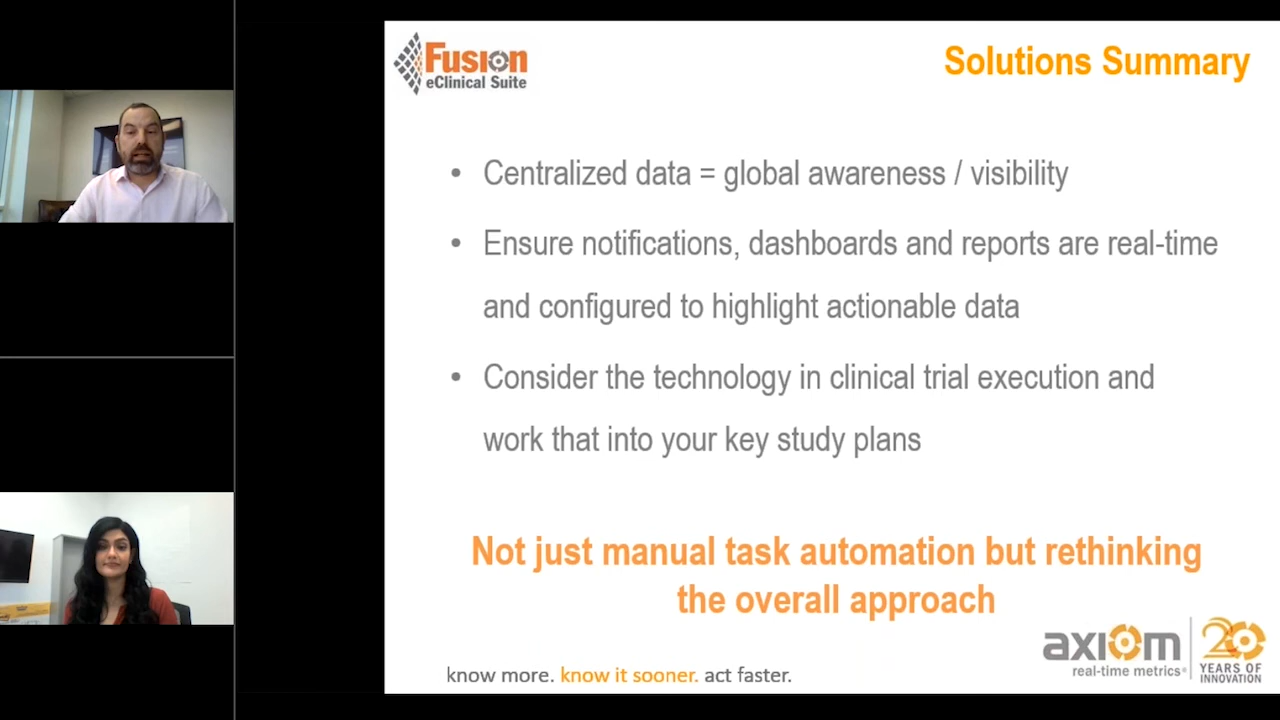 Fusion
eClinical Suite
Solutions Summary
• Centralized data = global awareness / visibility
• Ensure notifications, dashboards and reports are real-time
and configured to highlight actionable data
• Consider the technology in clinical trial execution and
work that into your key study plans
Not just manual task automation but rethinking
the overall approach
know more. know it sooner. act faster.
axiom
real-time metrics®
20
YEARS OF
INNOVATION